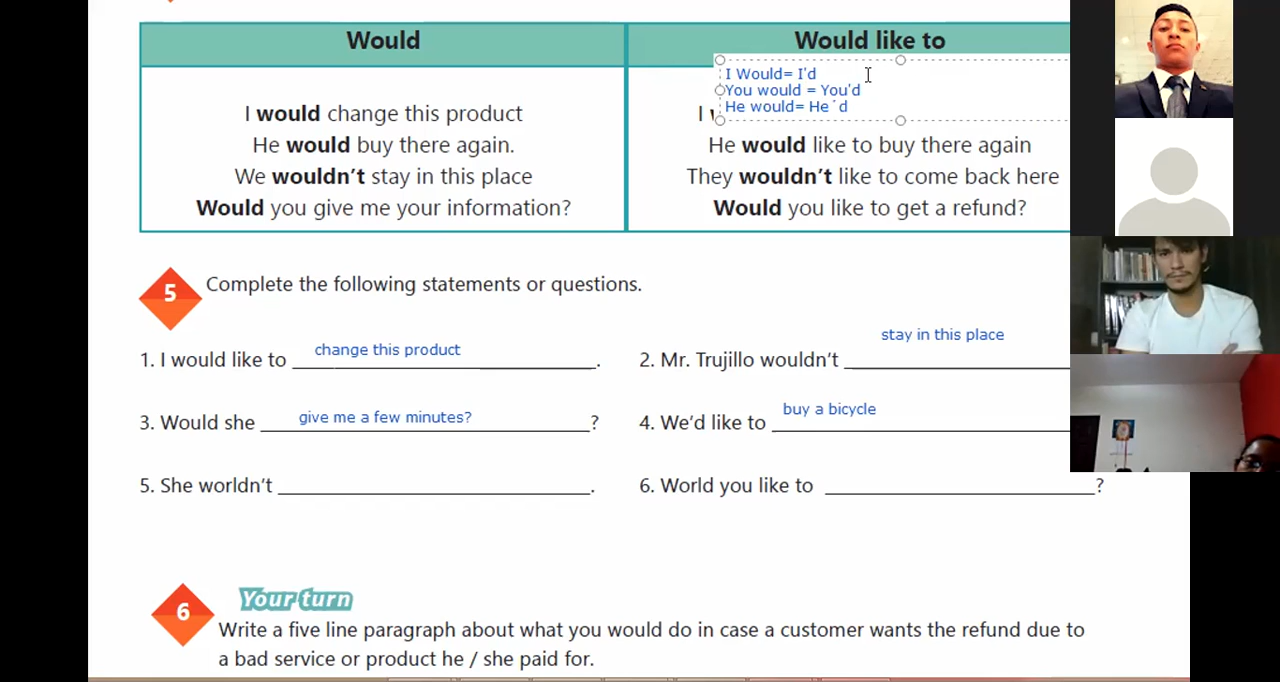 Would
Would like to
I Would= I'd
You would = You'd
He would= He´d
I would change this product
He would buy there again.
We wouldn't stay in this place
Would you give me your information?
I
He would like to buy there again
They wouldn't like to come back here
Would you like to get a refund?
5
Complete the following statements or questions.
1. I would like to change this product.
2. Mr. Trujillo wouldn't stay in this place
3. Would she give me a few minutes? ?
4. We'd like to buy a bicycle
5. She worldn't ______.
6. World you like to ______?
6
Your turn
Write a five line paragraph about what you would do in case a customer wants the refund due to
a bad service or product he / she paid for.